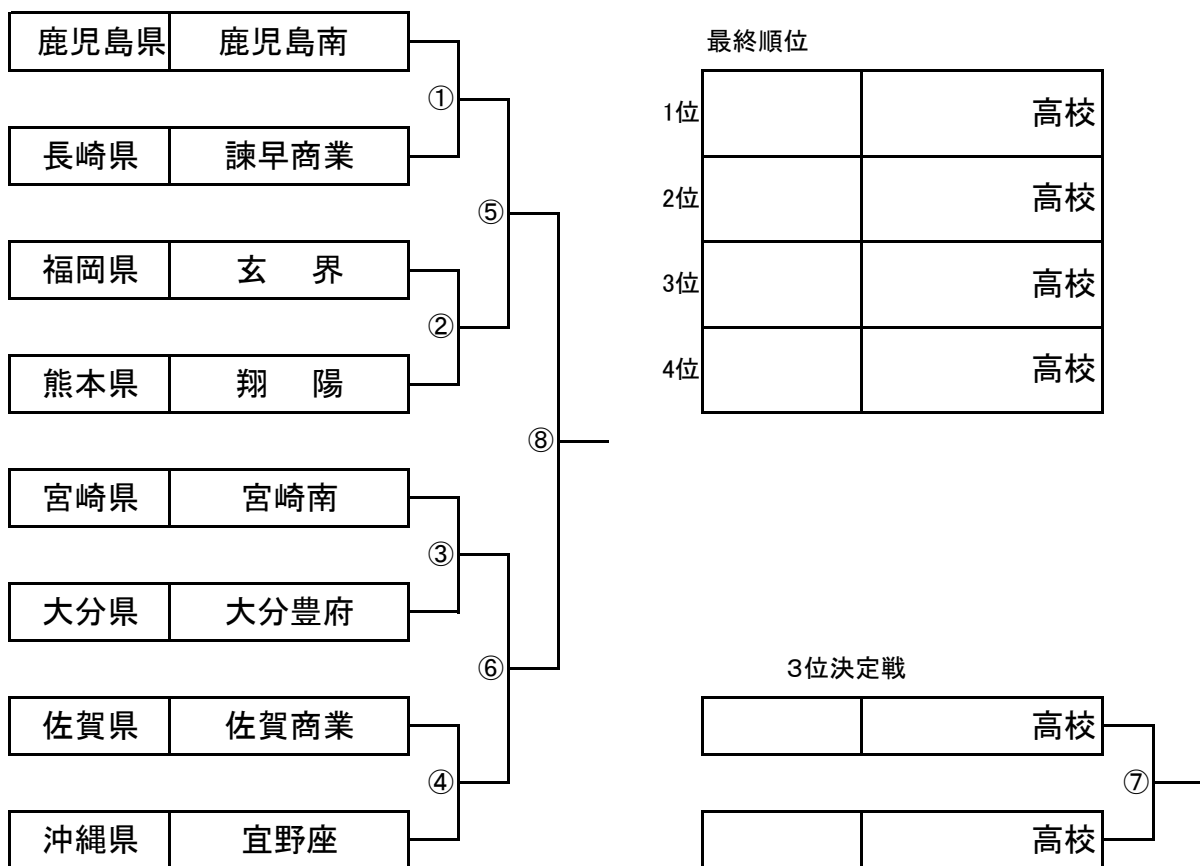 鹿児島県 鹿児島南
①
長崎県 諫早商業
⑤
福岡県 玄 界
②
熊本県 翔 陽
⑧
宮崎県 宮崎南
③
大分県 大分豊府
⑥
佐賀県 佐賀商業
④
沖縄県 宜野座
最終順位
1位 高校
2位 高校
3位 高校
4位 高校
3位決定戦
高校
⑦
高校